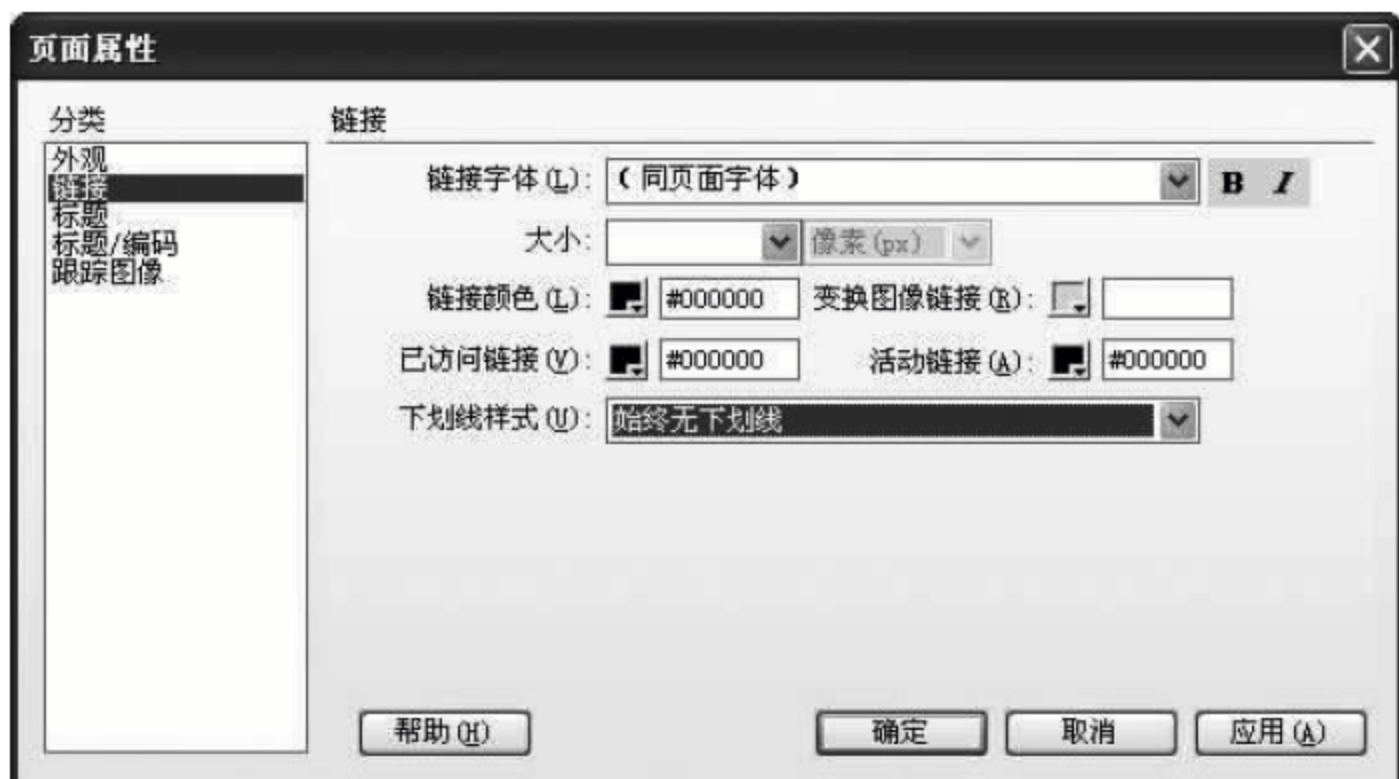 页面属性
分类
外观
链接
标题
标题/编码
跟踪图像
链接
链接字体(L): (同页面字体) B I
大小: 像素(px)
链接颜色(L): #000000 变换图像链接(R):
已访问链接(V): #000000 活动链接(A): #000000
下划线样式(U): 始终无下划线
帮助(H) 确定 取消 应用(A)